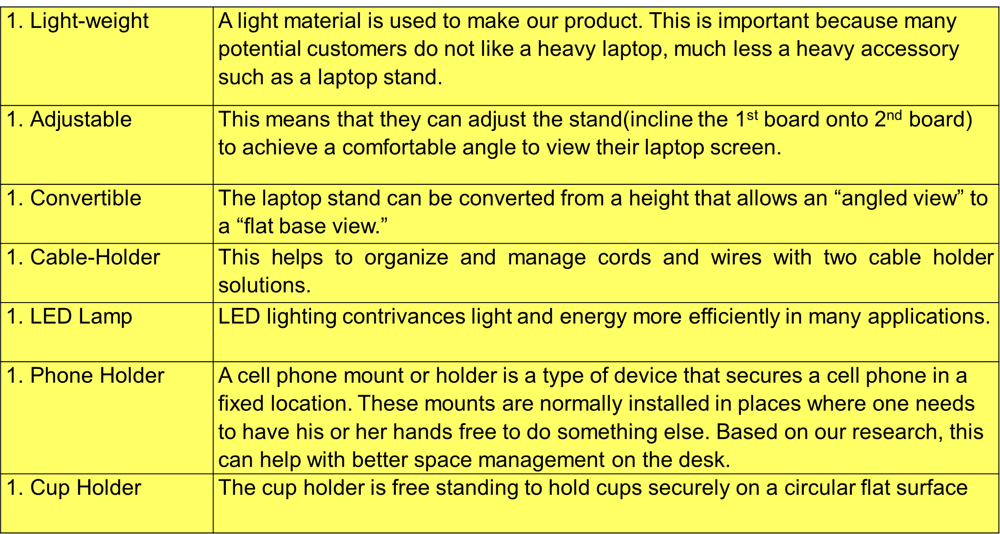 1. Light-weight
A light material is used to make our product. This is important because many
potential customers do not like a heavy laptop, much less a heavy accessory
such as a laptop stand.
1. Adjustable
This means that they can adjust the stand(incline the 1st board onto 2nd board)
to achieve a comfortable angle to view their laptop screen.
1. Convertible
The laptop stand can be converted from a height that allows an “angled view” to
a “flat base view.”
1. Cable-Holder
This helps to organize and manage cords and wires with two cable holder
solutions.
1. LED Lamp
LED lighting contrivances light and energy more efficiently in many applications.
1. Phone Holder
A cell phone mount or holder is a type of device that secures a cell phone in a
fixed location. These mounts are normally installed in places where one needs
to have his or her hands free to do something else. Based on our research, this
can help with better space management on the desk.
1. Cup Holder
The cup holder is free standing to hold cups securely on a circular flat surface